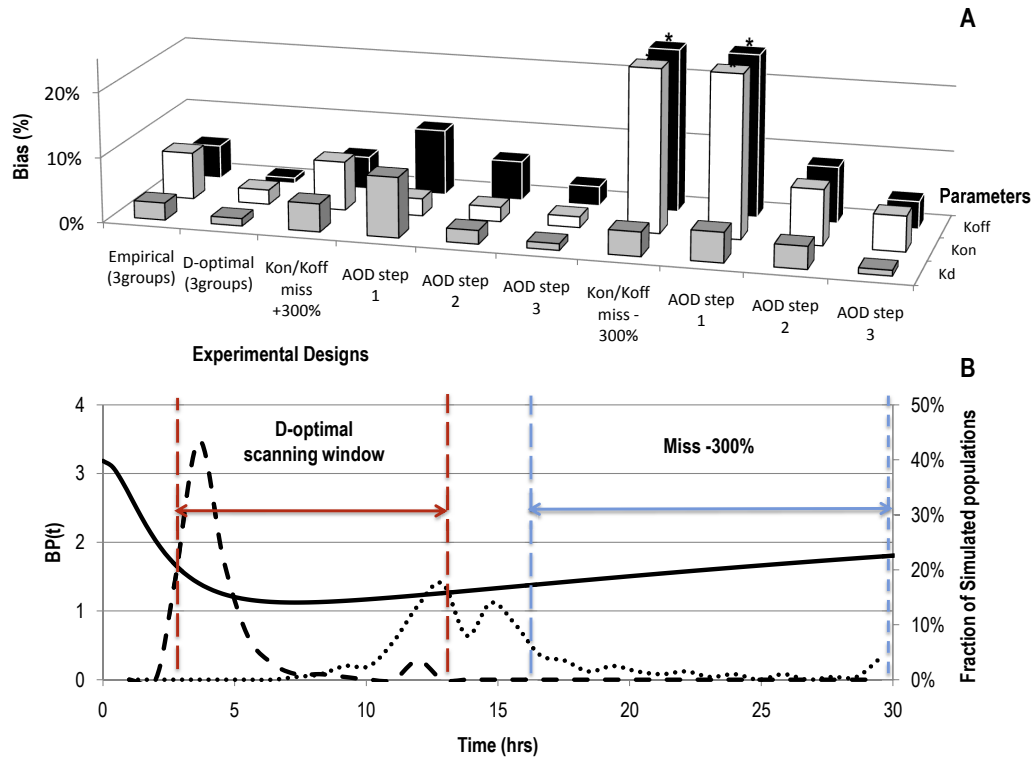 A
20%
10%
0%
Bias (%)
*
*
*
*
Parameters
Koff
Kon
Kd
Empirical
(3groups)
D-optimal
(3groups)
Kon/Koff
miss
+300%
AOD step
1
AOD step
2
AOD step
3
Kon/Koff
miss -
300%
AOD step
1
AOD step
2
AOD step
3
Experimental Designs
B
4
3
2
1
0
BP(t)
D-optimal
scanning window
Miss -300%
50%
40%
30%
20%
10%
0%
Fraction of Simulated populations
0
5
10
15
20
25
30
Time (hrs)